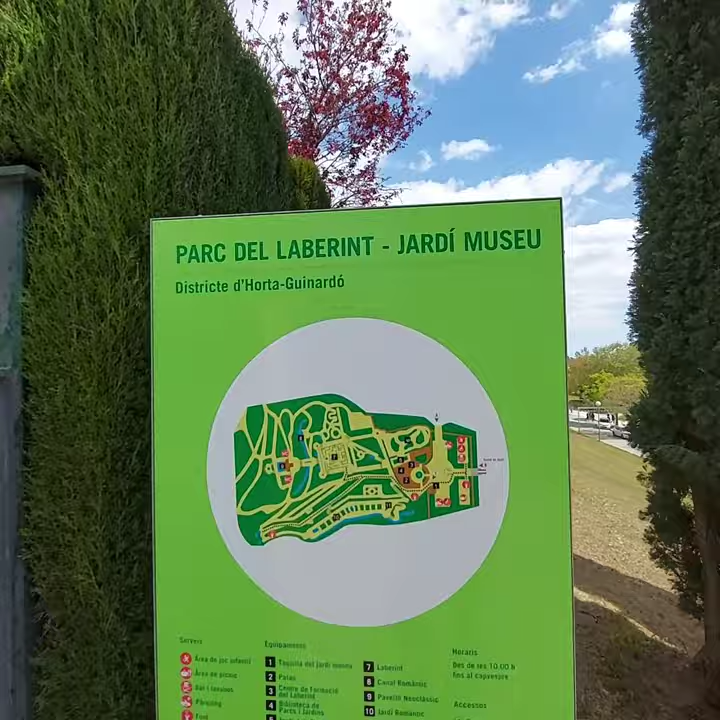 PARC DEL LABERINT - JARDÍ MUSEU
Districte d'Horta-Guinardó
Serveis
Àrea de joc infantil
Àrea de pícnic
Bar i terrasses
Pàrquing
Font
Equipaments
1 Taquilla del jardí museu
2 Palau
3 Centre de Formació
del Laberint
4 Biblioteca de
Parcs i Jardins
7 Laberint
8 Canal Romàntic
9 Pavelló Neoclàssic
10 Jardí Romàntic
Horaris
Des de les 10.00 h
fins al capvespre
Accessos